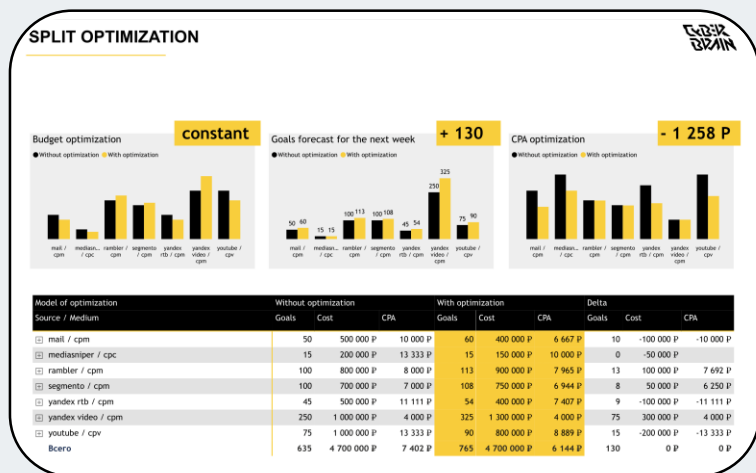 SPLIT OPTIMIZATION
CYBER
BRAIN
Budget optimization
constant
Without optimization With optimization
mail / cpm
mediasn... / cpc
rambler / cpm
segmento / cpm
yandex rtb / cpm
yandex video / cpm
youtube / cpv
Goals forecast for the next week
+ 130
Without optimization With optimization
50 60 15 15 100 113 100 108 45 54 250 325 75 90
mail / cpm
mediasn... / cpc
rambler / cpm
segmento / cpm
yandex rtb / cpm
yandex video / cpm
youtube / cpv
CPA optimization
- 1 258 ₽
Without optimization With optimization
mail / cpm
mediasn... / cpc
rambler / cpm
segmento / cpm
yandex rtb / cpm
yandex video / cpm
youtube / cpv
Model of optimization Without optimization With optimization Delta
Source / Medium Goals Cost CPA Goals Cost CPA Goals Cost CPA
mail / cpm 50 500 000 ₽ 10 000 ₽ 60 400 000 ₽ 6 667 ₽ 10 -100 000 ₽ -10 000 ₽
mediasniper / cpc 15 200 000 ₽ 13 333 ₽ 15 150 000 ₽ 10 000 ₽ 0 -50 000 ₽
rambler / cpm 100 800 000 ₽ 8 000 ₽ 113 900 000 ₽ 7 965 ₽ 13 100 000 ₽ 7 692 ₽
segmento / cpm 100 700 000 ₽ 7 000 ₽ 108 750 000 ₽ 6 944 ₽ 8 50 000 ₽ 6 250 ₽
yandex rtb / cpm 45 500 000 ₽ 11 111 ₽ 54 400 000 ₽ 7 407 ₽ 9 -100 000 ₽ -11 111 ₽
yandex video / cpm 250 1 000 000 ₽ 4 000 ₽ 325 1 300 000 ₽ 4 000 ₽ 75 300 000 ₽ 4 000 ₽
youtube / cpv 75 1 000 000 ₽ 13 333 ₽ 90 800 000 ₽ 8 889 ₽ 15 -200 000 ₽ -13 333 ₽
Всего 635 4 700 000 ₽ 7 402 ₽ 765 4 700 000 ₽ 6 144 ₽ 130 0 ₽ 0 ₽